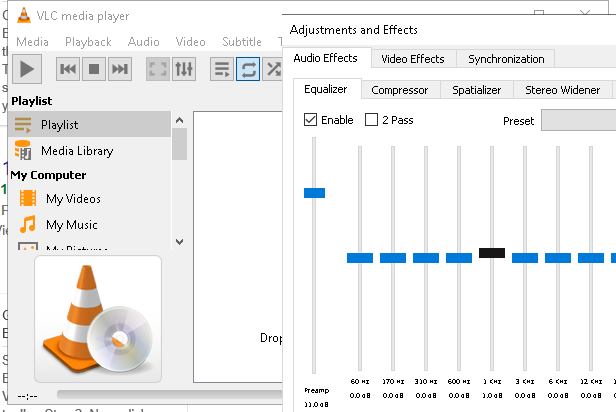 VLC media player
Media Playback Audio Video Subtitle
Playlist
Playlist
Media Library
My Computer
My Videos
My Music
My Pictures
Drop
--:--
Adjustments and Effects
Audio Effects Video Effects Synchronization
Equalizer Compressor Spatializer Stereo Widener
Enable 2 Pass Preset
60 Hz 170 Hz 310 Hz 600 Hz 1 KHz 3 KHz 6 KHz 12 KHz
Preamp 0.0 dB 0.0 dB 0.0 dB 0.0 dB 1.0 dB 0.0 dB 0.0 dB 0.0 dB
11.0 dB